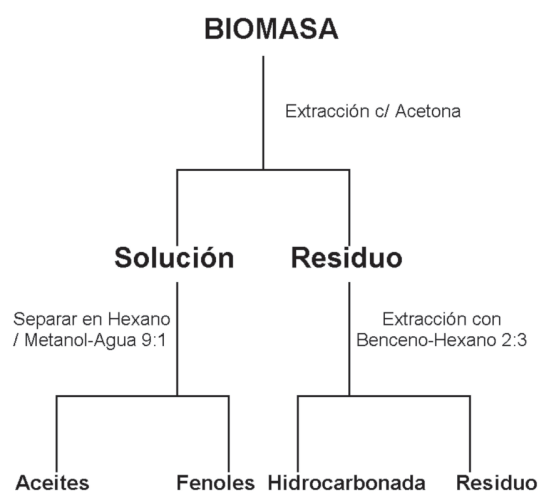 BIOMASA
Extracción c/ Acetona
Solución
Residuo
Separar en Hexano
/ Metanol-Agua 9:1
Extracción con
Benceno-Hexano 2:3
Aceites
Fenoles
Hidrocarbonada
Residuo